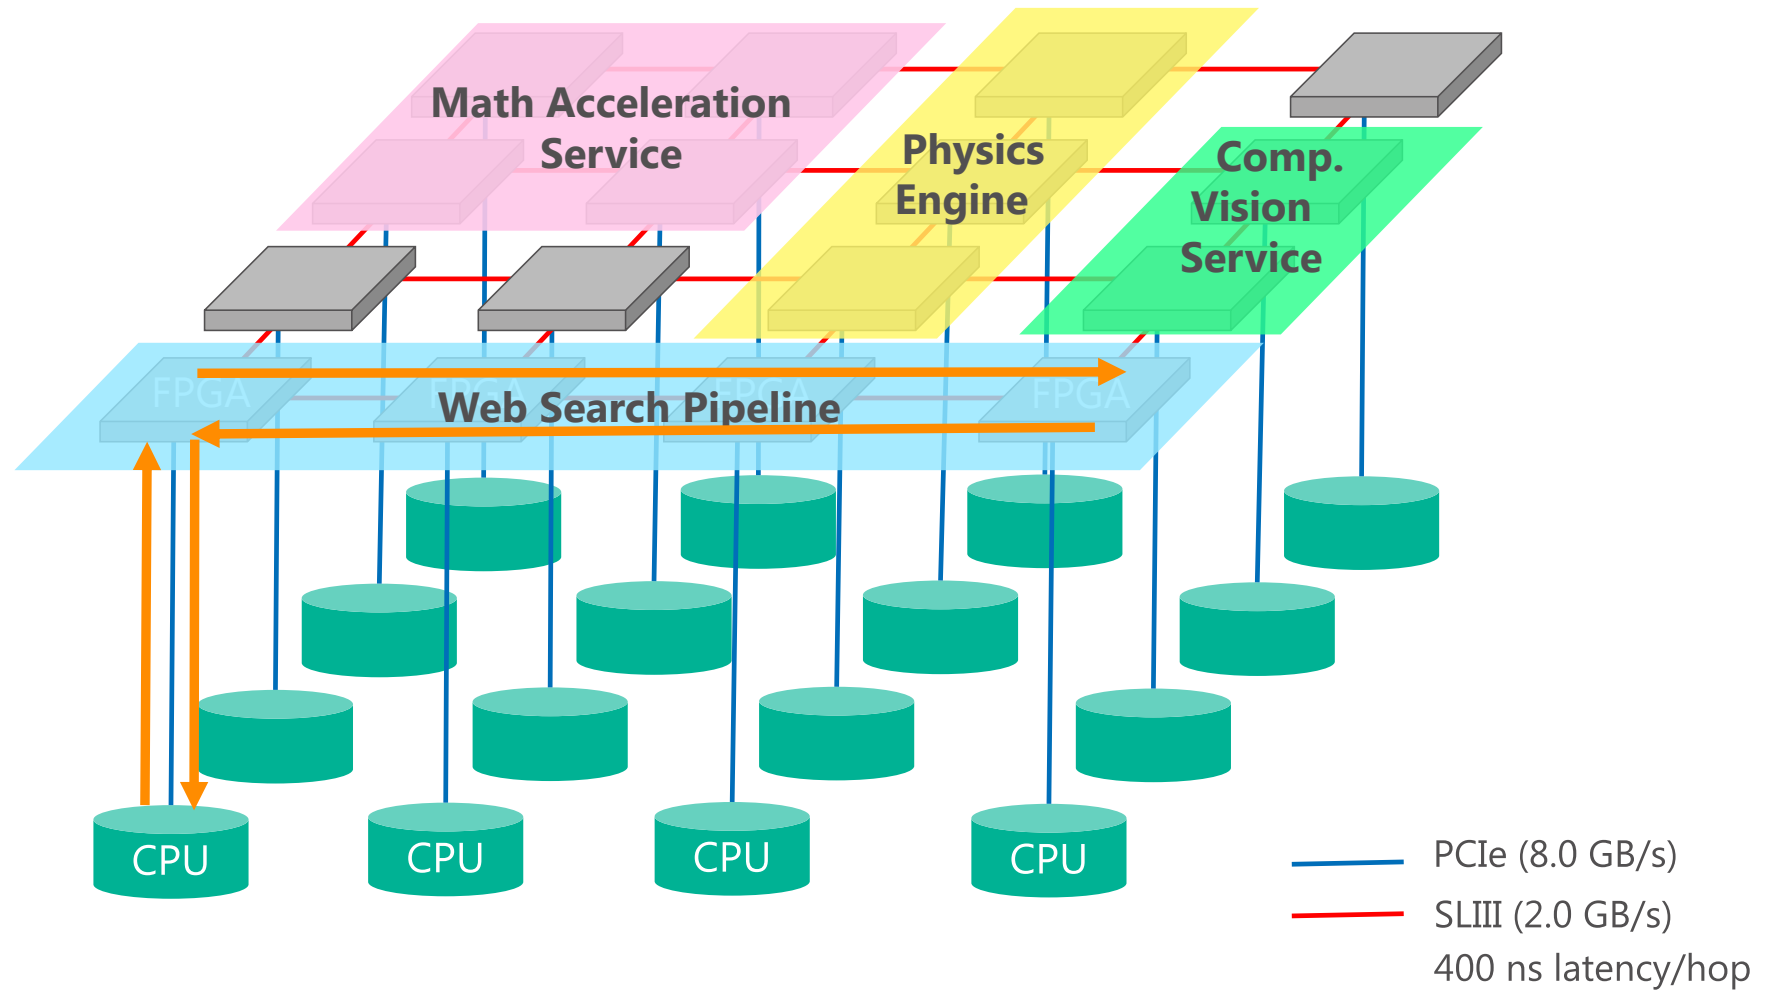 Math Acceleration
Service
Physics
Engine
Comp.
Vision
Service
FPGA
FPGA
FPGA
FPGA
Web Search Pipeline
CPU
CPU
CPU
CPU
PCIe (8.0 GB/s)
SLIII (2.0 GB/s)
400 ns latency/hop